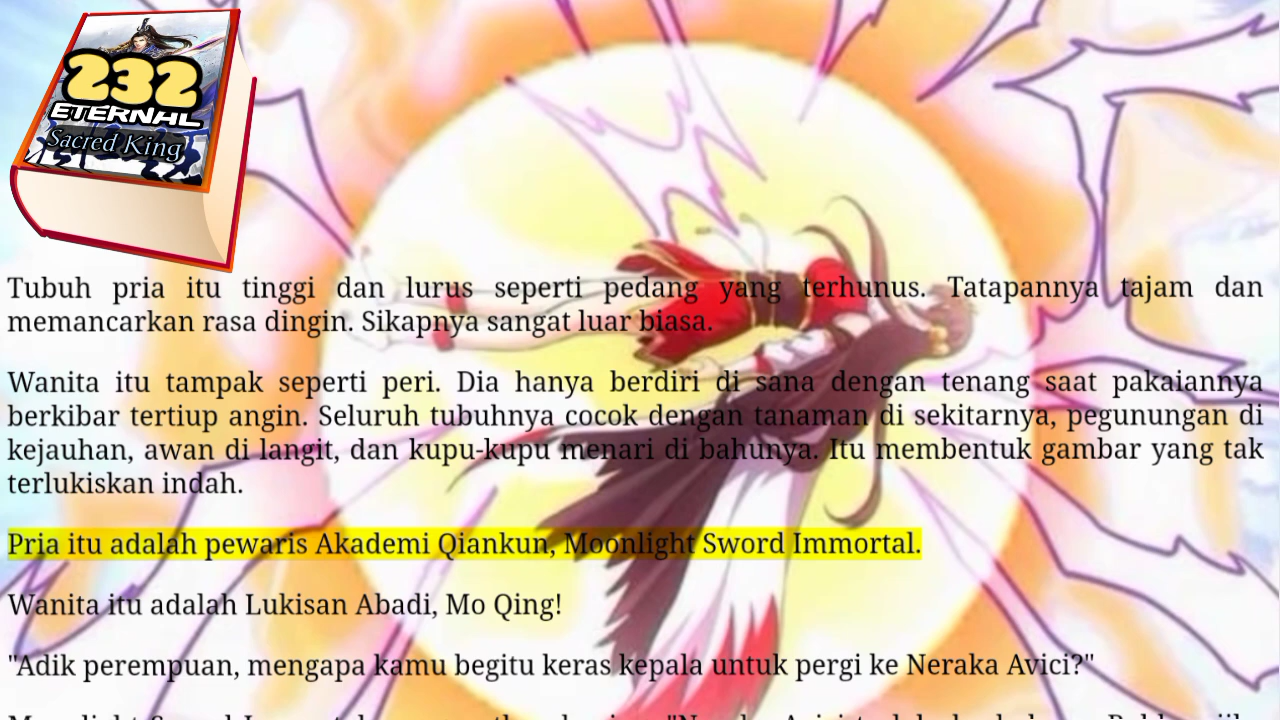 232
ETERNAL
Sacred King
Tubuh pria itu tinggi dan lurus seperti pedang yang terhunus. Tatapannya tajam dan
memancarkan rasa dingin. Sikapnya sangat luar biasa.
Wanita itu tampak seperti peri. Dia hanya berdiri di sana dengan tenang saat pakaiannya
berkibar tertiup angin. Seluruh tubuhnya cocok dengan tanaman di sekitarnya, pegunungan di
kejauhan, awan di langit, dan kupu-kupu menari di bahunya. Itu membentuk gambar yang tak
terlukiskan indah.
Pria itu adalah pewaris Akademi Qiankun, Moonlight Sword Immortal.
Wanita itu adalah Lukisan Abadi, Mo Qing!
"Adik perempuan, mengapa kamu begitu keras kepala untuk pergi ke Neraka Avici?"